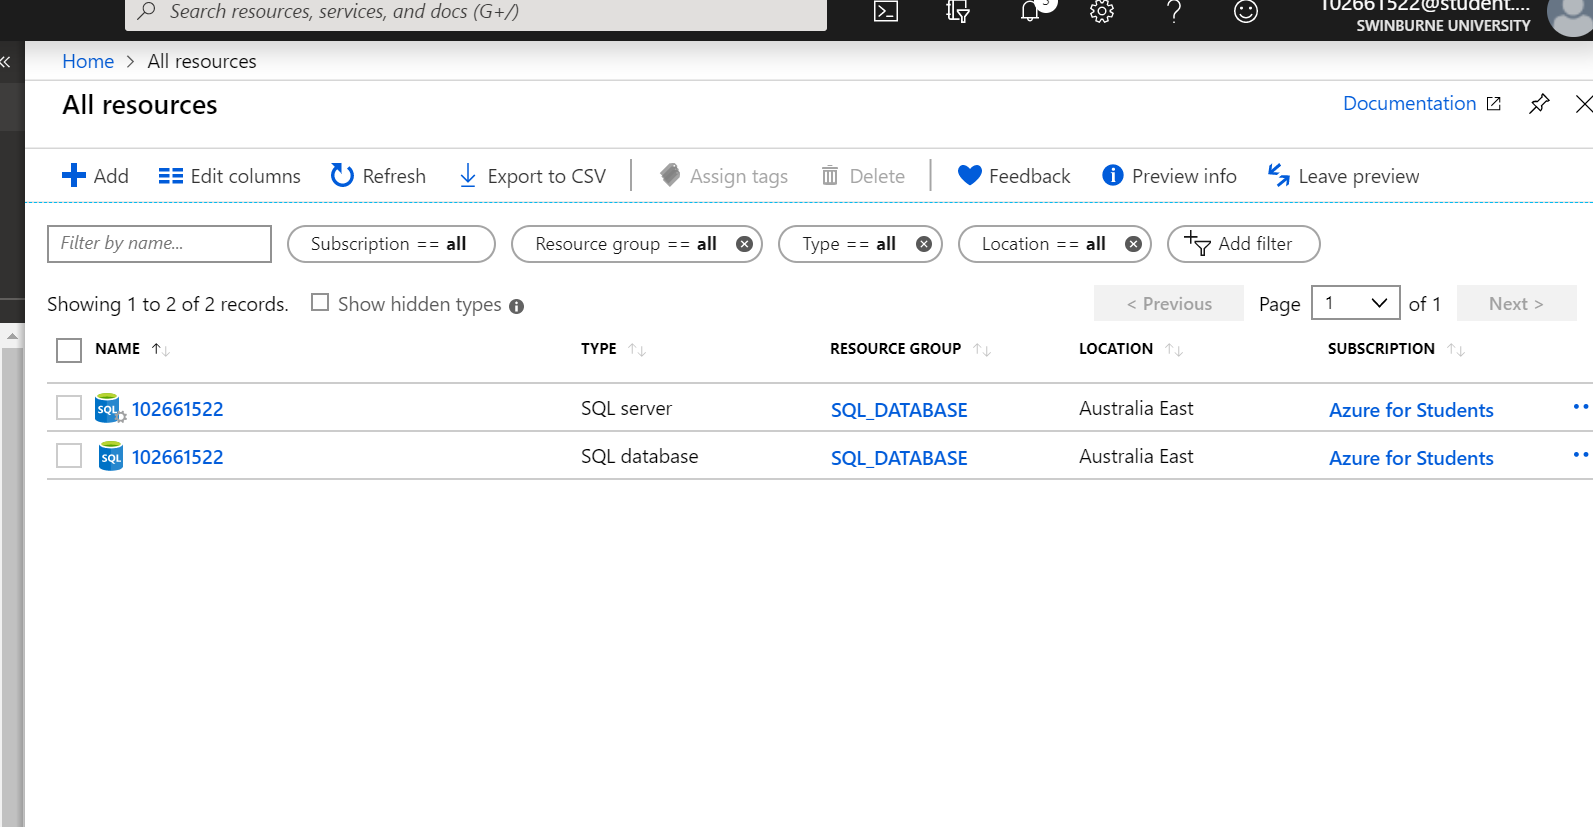 Search resources, services, and docs (G+/)
102661522@student....
SWINBURNE UNIVERSITY
Home > All resources
All resources
Documentation
Add Edit columns Refresh Export to CSV Assign tags Delete Feedback Preview info Leave preview
Filter by name... Subscription == all Resource group == all Type == all Location == all Add filter
Showing 1 to 2 of 2 records. Show hidden types < Previous Page 1 of 1 Next >
NAME TYPE RESOURCE GROUP LOCATION SUBSCRIPTION
SQL 102661522 SQL server SQL_DATABASE Australia East Azure for Students
SQL 102661522 SQL database SQL_DATABASE Australia East Azure for Students